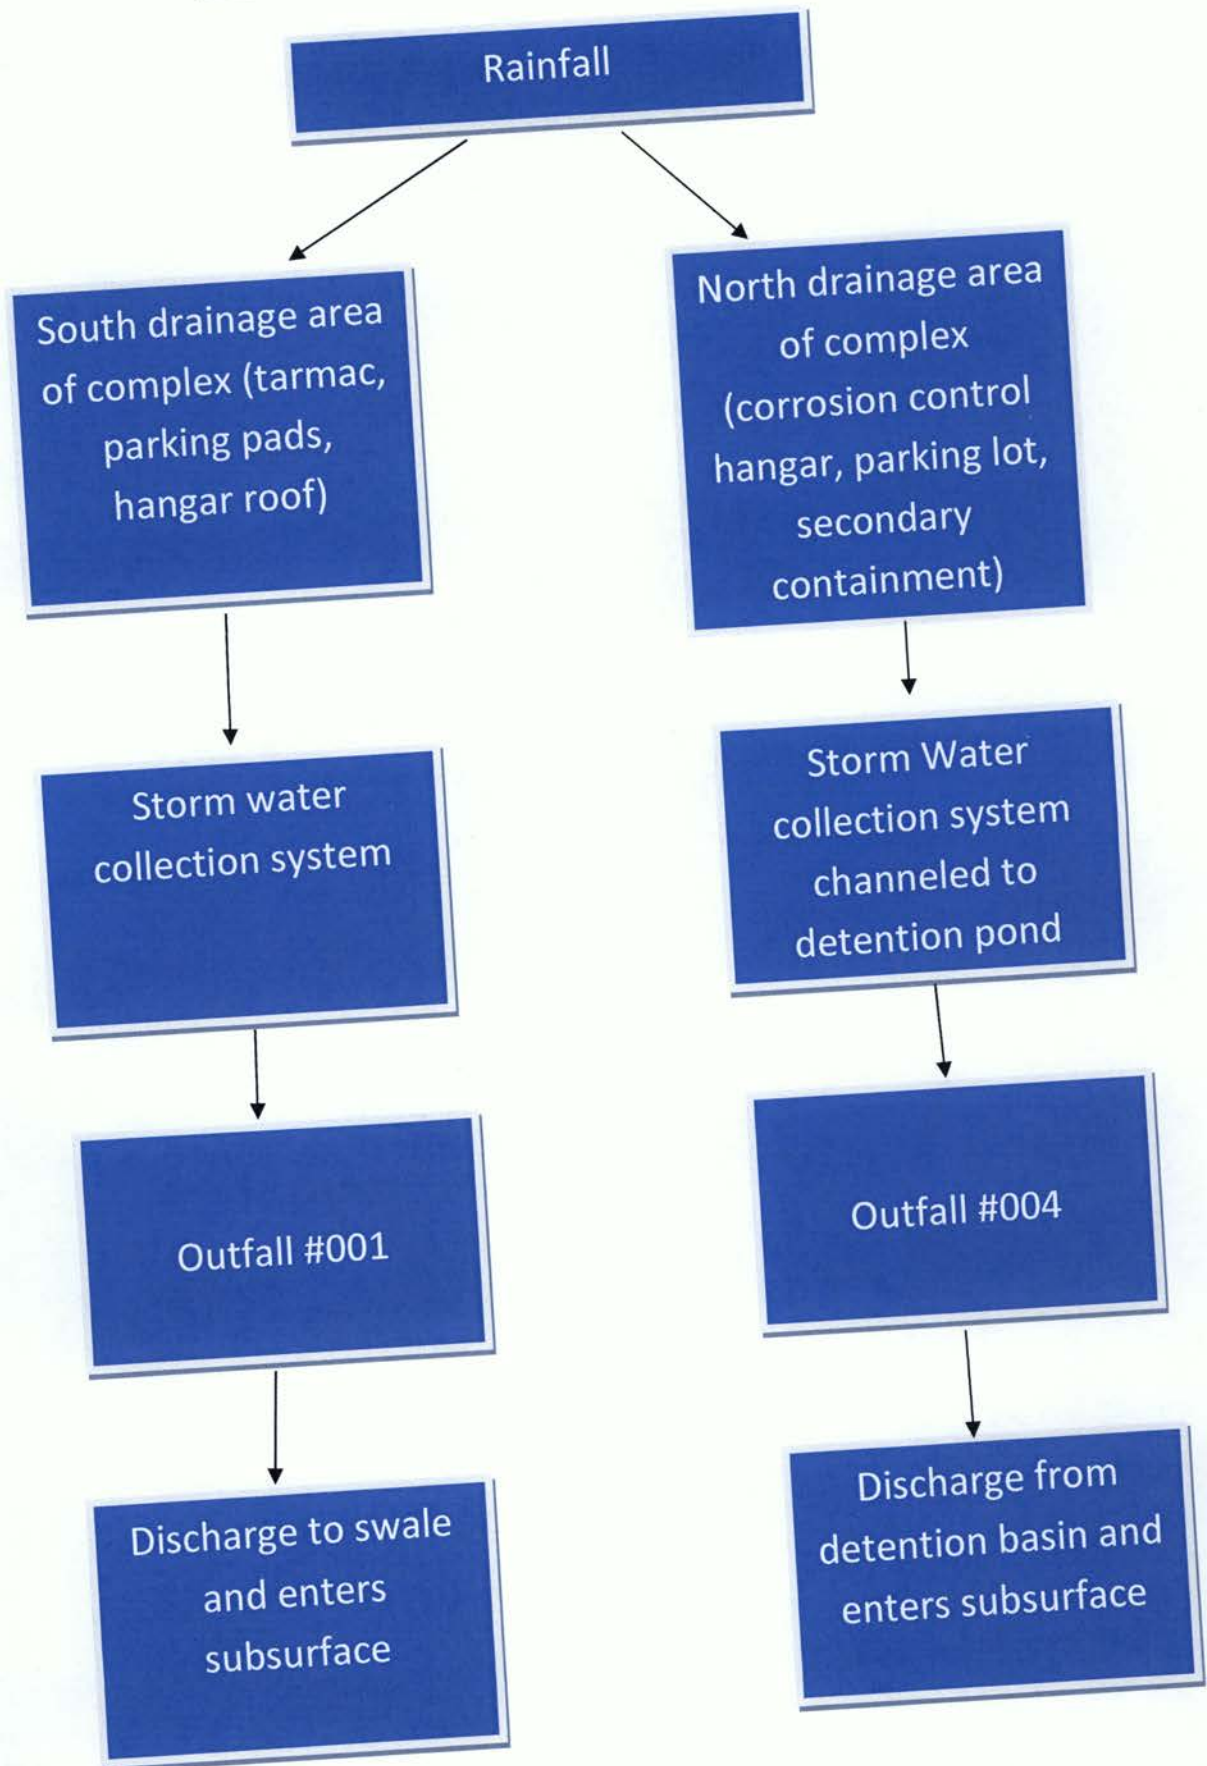 Rainfall
South drainage area
of complex (tarmac,
parking pads,
hangar roof)
North drainage area
of complex
(corrosion control
hangar, parking lot,
secondary
containment)
Storm water
collection system
Storm Water
collection system
channeled to
detention pond
Outfall #001
Outfall #004
Discharge to swale
and enters
subsurface
Discharge from
detention basin and
enters subsurface